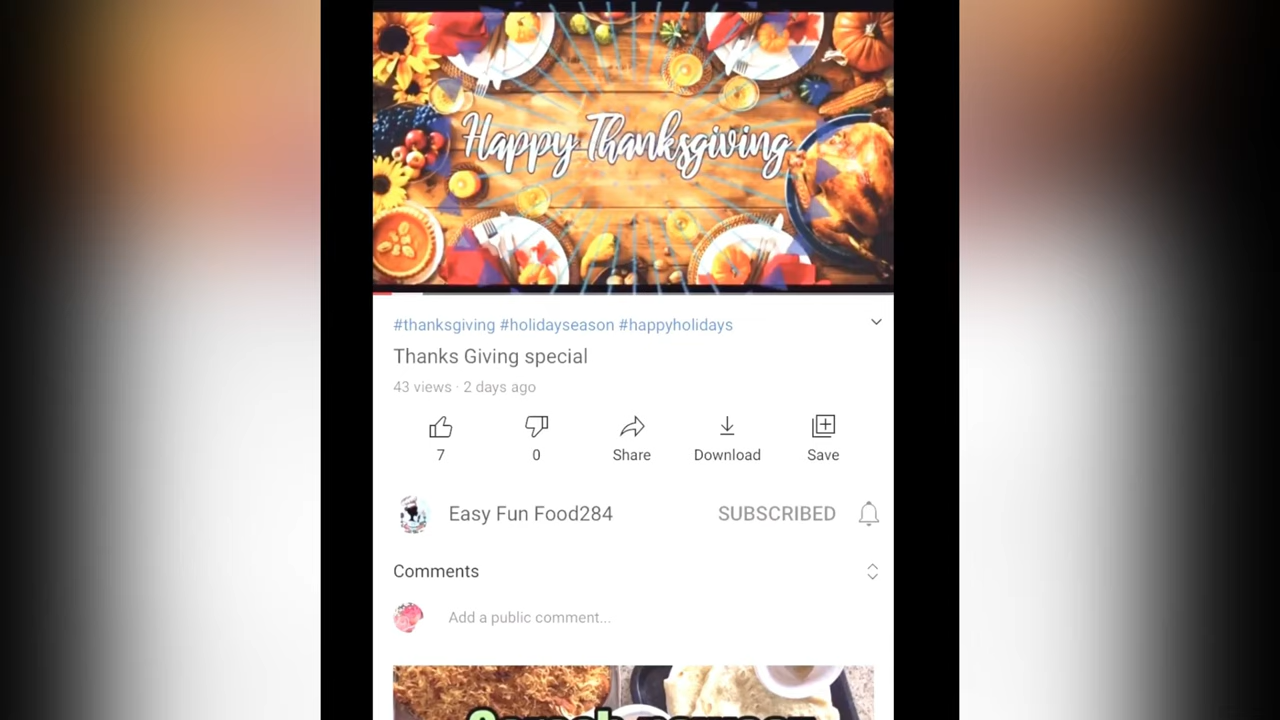 Happy Thanksgiving
#thanksgiving #holidayseason #happyholidays
Thanks Giving special
43 views · 2 days ago
7
0
Share
Download
Save
Easy Fun Food284
SUBSCRIBED
Comments
Add a public comment...